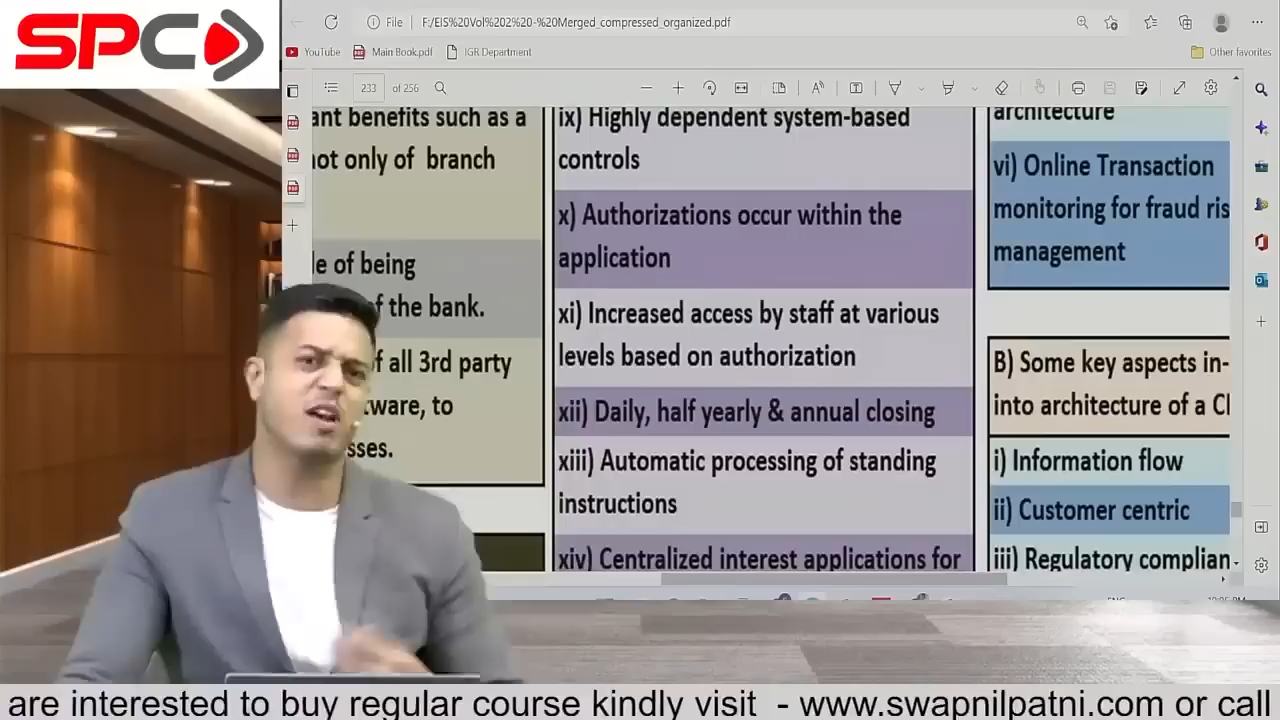 SPC
File
F:/EIS%20Vol%202%20-%20Merged_compressed_organized.pdf
YouTube
Main Book.pdf
IGR Department
Other favorites
233
of 256
ant benefits such as a
not only of branch
le of being
of the bank.
of all 3rd party
tware, to
sses.
ix) Highly dependent system-based
controls
x) Authorizations occur within the
application
xi) Increased access by staff at various
levels based on authorization
xii) Daily, half yearly & annual closing
xiii) Automatic processing of standing
instructions
xiv) Centralized interest applications for
architecture
vi) Online Transaction
monitoring for fraud ris
management
B) Some key aspects in-
into architecture of a
i) Information flow
ii) Customer centric
iii) Regulatory complian
are interested to buy regular course kindly visit - www.swapnilpatni.com or call